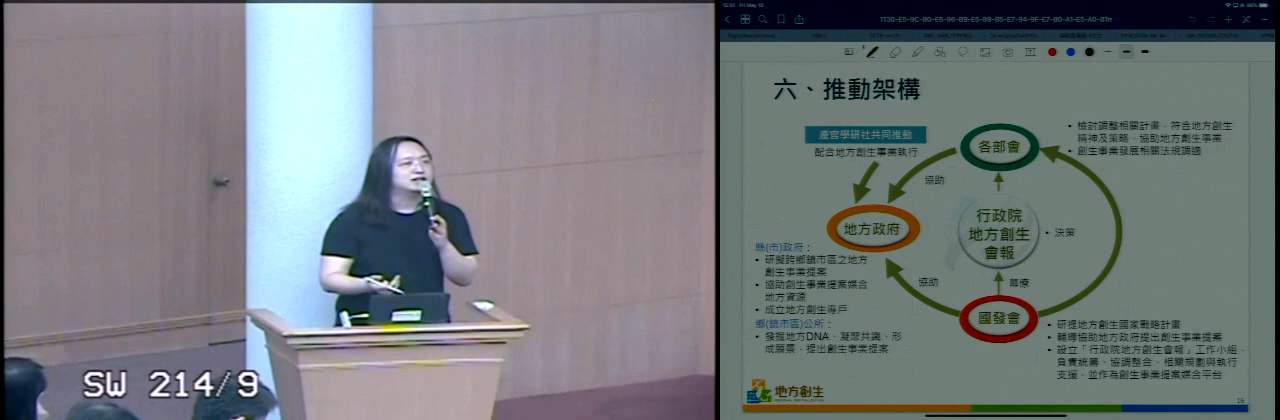 SW 214/9
六、推動架構
產官學研社共同推動
配合地方創生事業執行
各部會
• 檢討調整相關計畫，符合地方創生
精神及策略，協助地方創生事業
• 創生事業發展相關法規調適
協助
地方政府
行政院
地方創生
會報
• 決策
縣(市)政府：
• 研擬跨鄉鎮市區之地方
創生事業提案
• 協助創生事業提案媒合
地方資源
• 成立地方創生專戶
鄉(鎮市區)公所：
• 發掘地方DNA、凝聚共識、形
成願景，提出創生事業提案
協助
幕僚
國發會
• 研提地方創生國家戰略計畫
• 輔導協助地方政府提出創生事業提案
• 設立「行政院地方創生會報」工作小組，
負責統籌、協調整合、相關規劃與執行
支援，並作為創生事業提案媒合平台
地方創生
16